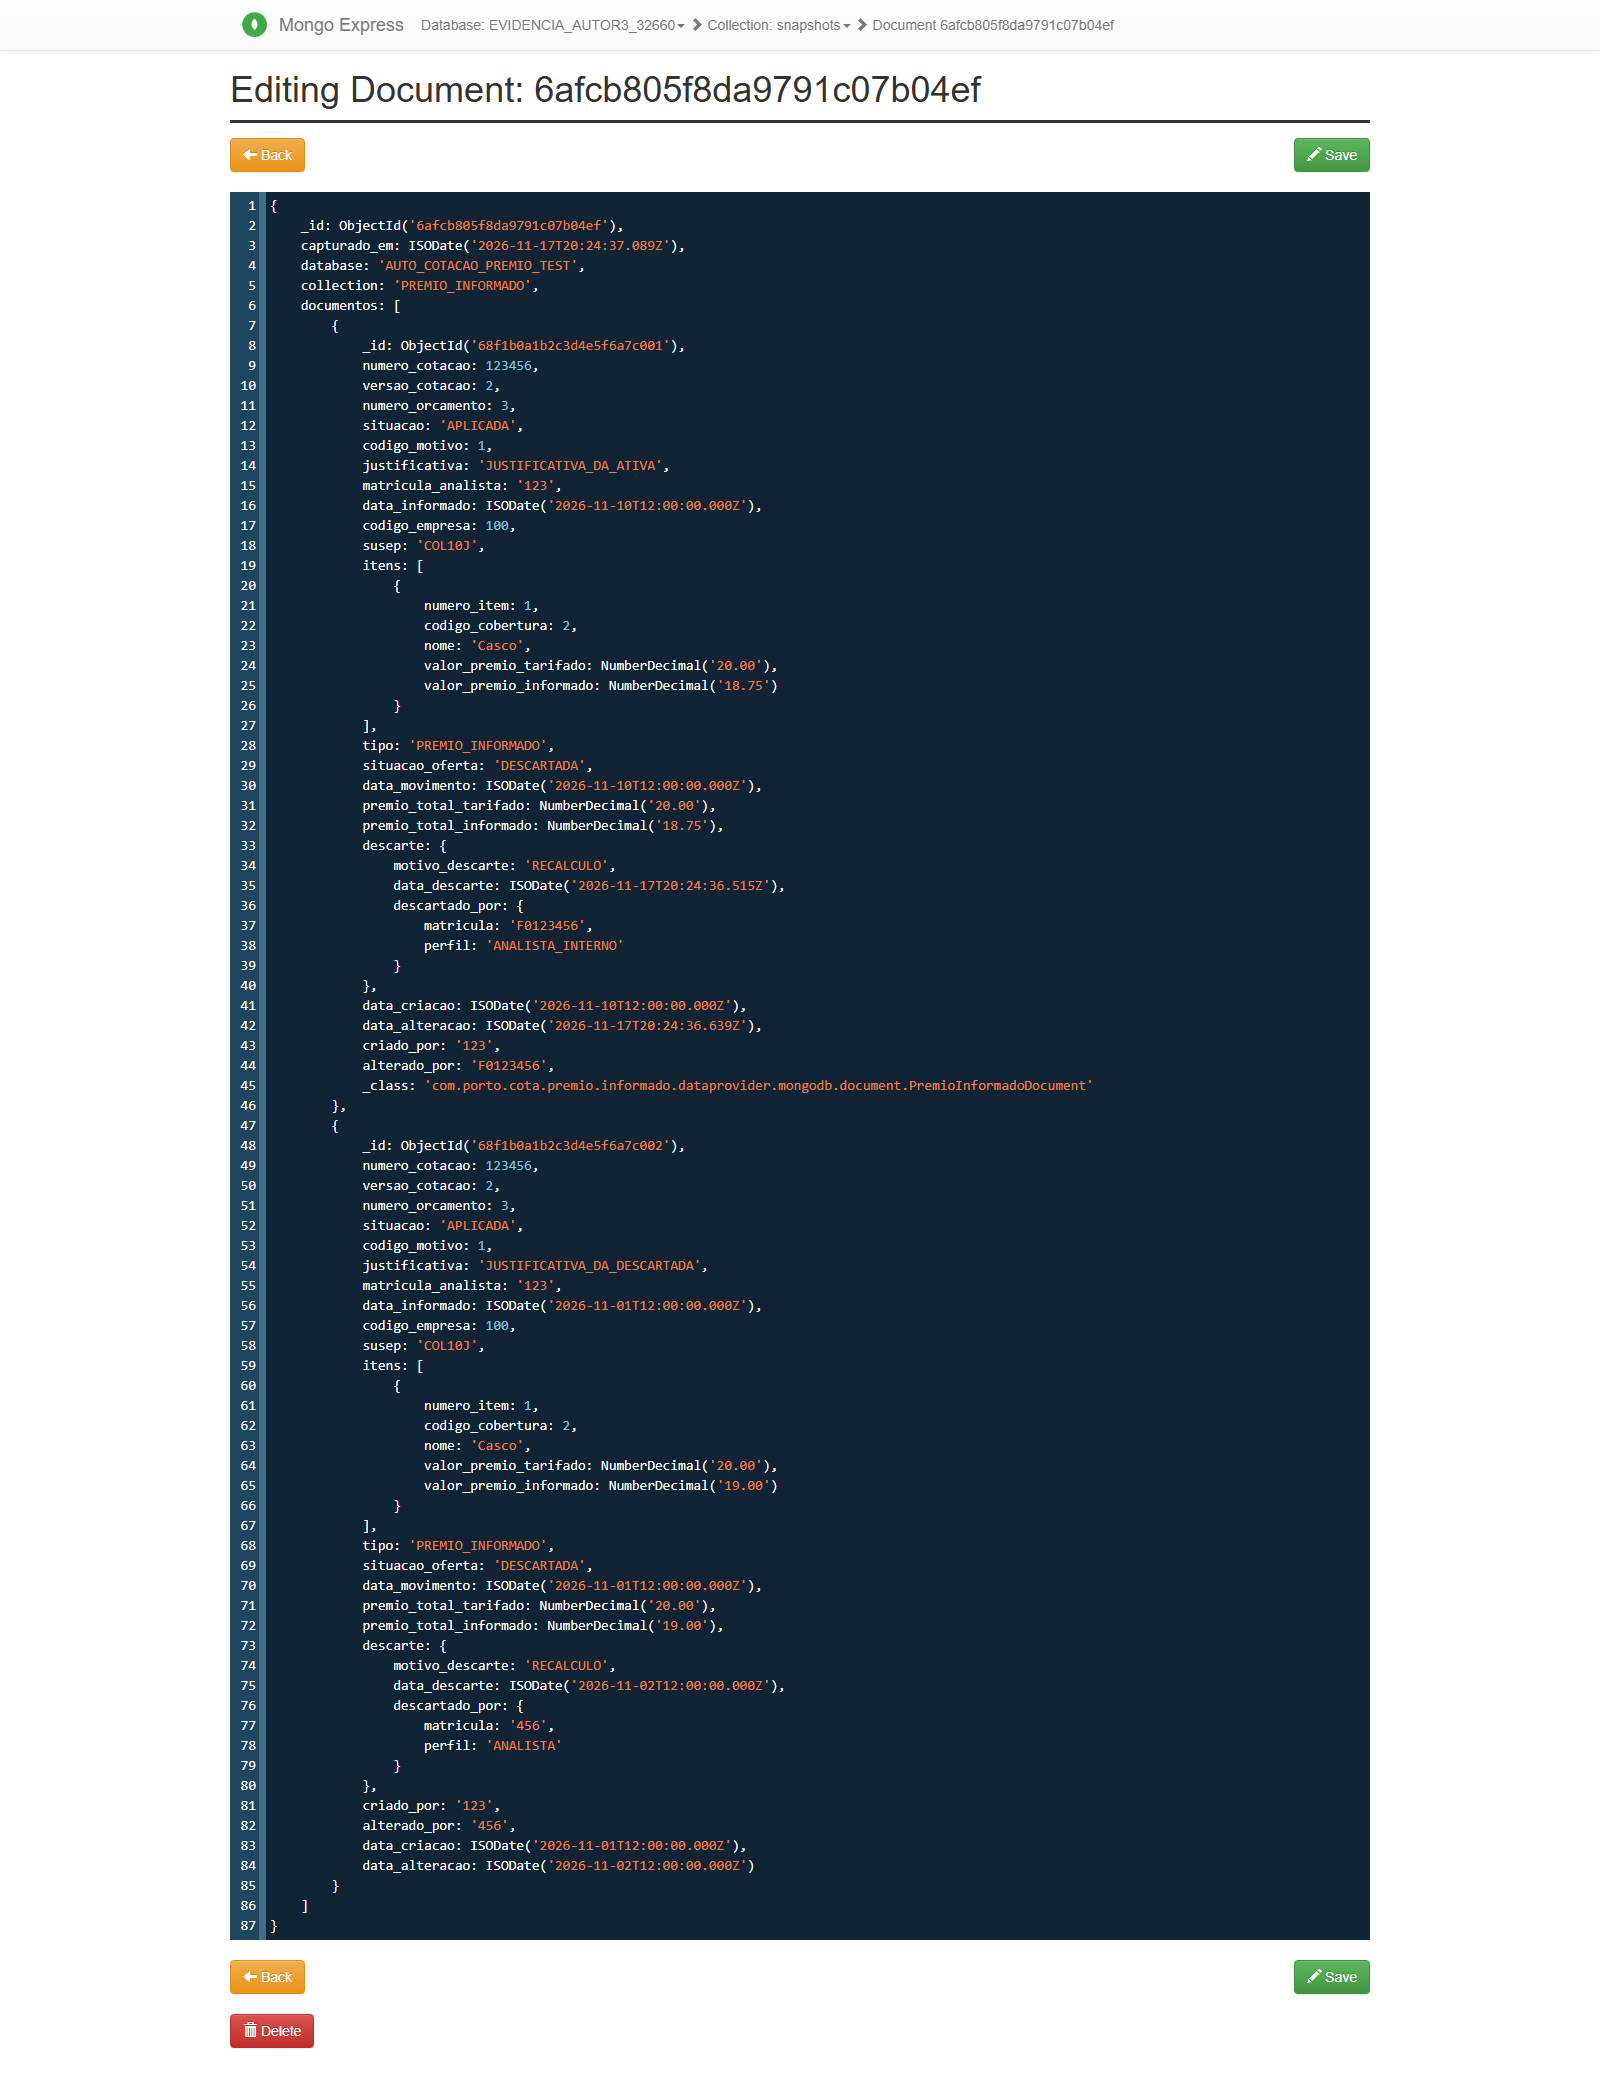 Mongo Express Database: EVIDENCIA_AUTOR3_32660 Collection: snapshots Document 6afcb805f8da9791c07b04ef
Editing Document: 6afcb805f8da9791c07b04ef
Back Save
1 {
2 _id: ObjectId('6afcb805f8da9791c07b04ef'),
3 capturado_em: ISODate('2026-11-17T20:24:37.089Z'),
4 database: 'AUTO_COTACAO_PREMIO_TEST',
5 collection: 'PREMIO_INFORMADO',
6 documentos: [
7 {
8 _id: ObjectId('68f1b0a1b2c3d4e5f6a7c001'),
9 numero_cotacao: 123456,
10 versao_cotacao: 2,
11 numero_orcamento: 3,
12 situacao: 'APLICADA',
13 codigo_motivo: 1,
14 justificativa: 'JUSTIFICATIVA_DA_ATIVA',
15 matricula_analista: '123',
16 data_informado: ISODate('2026-11-10T12:00:00.000Z'),
17 codigo_empresa: 100,
18 susep: 'COL10J',
19 itens: [
20 {
21 numero_item: 1,
22 codigo_cobertura: 2,
23 nome: 'Casco',
24 valor_premio_tarifado: NumberDecimal('20.00'),
25 valor_premio_informado: NumberDecimal('18.75')
26 }
27 ],
28 tipo: 'PREMIO_INFORMADO',
29 situacao_oferta: 'DESCARTADA',
30 data_movimento: ISODate('2026-11-10T12:00:00.000Z'),
31 premio_total_tarifado: NumberDecimal('20.00'),
32 premio_total_informado: NumberDecimal('18.75'),
33 descarte: {
34 motivo_descarte: 'RECALCULO',
35 data_descarte: ISODate('2026-11-17T20:24:36.515Z'),
36 descartado_por: {
37 matricula: 'F0123456',
38 perfil: 'ANALISTA_INTERNO'
39 }
40 },
41 data_criacao: ISODate('2026-11-10T12:00:00.000Z'),
42 data_alteracao: ISODate('2026-11-17T20:24:36.639Z'),
43 criado_por: '123',
44 alterado_por: 'F0123456',
45 _class: 'com.porto.cota.premio.informado.dataprovider.mongodb.document.PremioInformadoDocument'
46 },
47 {
48 _id: ObjectId('68f1b0a1b2c3d4e5f6a7c002'),
49 numero_cotacao: 123456,
50 versao_cotacao: 2,
51 numero_orcamento: 3,
52 situacao: 'APLICADA',
53 codigo_motivo: 1,
54 justificativa: 'JUSTIFICATIVA_DA_DESCARTADA',
55 matricula_analista: '123',
56 data_informado: ISODate('2026-11-01T12:00:00.000Z'),
57 codigo_empresa: 100,
58 susep: 'COL10J',
59 itens: [
60 {
61 numero_item: 1,
62 codigo_cobertura: 2,
63 nome: 'Casco',
64 valor_premio_tarifado: NumberDecimal('20.00'),
65 valor_premio_informado: NumberDecimal('19.00')
66 }
67 ],
68 tipo: 'PREMIO_INFORMADO',
69 situacao_oferta: 'DESCARTADA',
70 data_movimento: ISODate('2026-11-01T12:00:00.000Z'),
71 premio_total_tarifado: NumberDecimal('20.00'),
72 premio_total_informado: NumberDecimal('19.00'),
73 descarte: {
74 motivo_descarte: 'RECALCULO',
75 data_descarte: ISODate('2026-11-02T12:00:00.000Z'),
76 descartado_por: {
77 matricula: '456',
78 perfil: 'ANALISTA'
79 }
80 },
81 criado_por: '123',
82 alterado_por: '456',
83 data_criacao: ISODate('2026-11-01T12:00:00.000Z'),
84 data_alteracao: ISODate('2026-11-02T12:00:00.000Z')
85 }
86 ]
87 }
Back Save
Delete